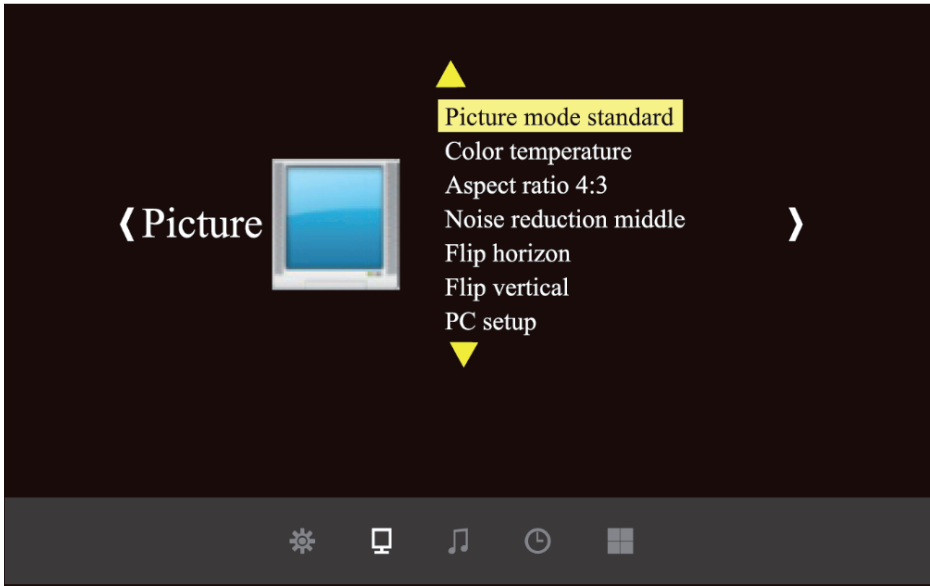 Picture
Picture mode standard
Color temperature
Aspect ratio 4:3
Noise reduction middle
Flip horizon
Flip vertical
PC setup